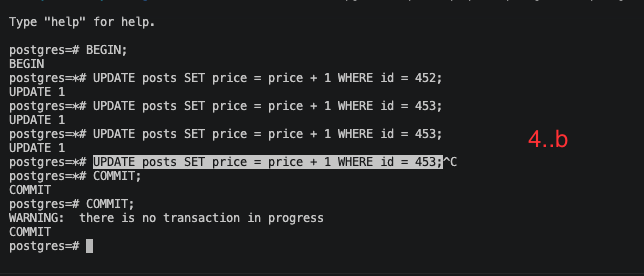 Type "help" for help.
postgres=# BEGIN;
BEGIN
postgres=*# UPDATE posts SET price = price + 1 WHERE id = 452;
UPDATE 1
postgres=*# UPDATE posts SET price = price + 1 WHERE id = 453;
UPDATE 1
postgres=*# UPDATE posts SET price = price + 1 WHERE id = 453;
UPDATE 1
postgres=*# UPDATE posts SET price = price + 1 WHERE id = 453;^C
postgres=*# COMMIT;
COMMIT
postgres=# COMMIT;
WARNING:  there is no transaction in progress
COMMIT
postgres=#
4..b